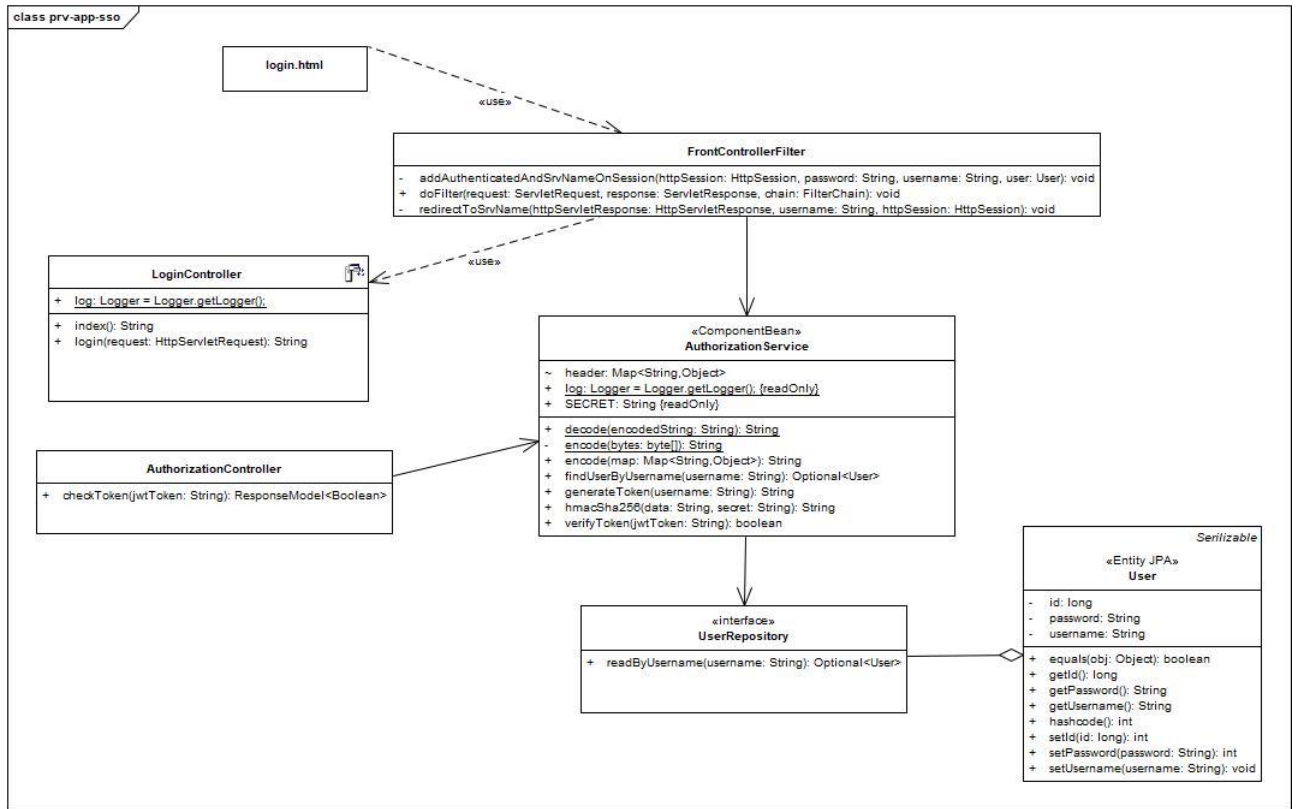 class prv-app-sso
login.html
«use»
FrontControllerFilter
- addAuthenticatedAndSrvNameOnSession(httpSession: HttpSession, password: String, username: String, user: User): void
+ doFilter(request: ServletRequest, response: ServletResponse, chain: FilterChain): void
- redirectToSrvName(httpServletResponse: HttpServletResponse, username: String, httpSession: HttpSession): void
«use»
LoginController
+ log: Logger = Logger.getLogger();
+ index(): String
+ login(request: HttpServletRequest): String
«ComponentBean»
AuthorizationService
~ header: Map<String,Object>
+ log: Logger = Logger.getLogger(); {readOnly}
+ SECRET: String {readOnly}
+ decode(encodedString: String): String
- encode(bytes: byte[]): String
+ encode(map: Map<String,Object>): String
+ findUserByUsername(username: String): Optional<User>
+ generateToken(username: String): String
+ hmacSha256(data: String, secret: String): String
+ verifyToken(jwtToken: String): boolean
AuthorizationController
+ checkToken(jwtToken: String): ResponseModel<Boolean>
«interface»
UserRepository
+ readByUsername(username: String): Optional<User>
Serilizable
«Entity JPA»
User
- id: long
- password: String
- username: String
+ equals(obj: Object): boolean
+ getId(): long
+ getPassword(): String
+ getUsername(): String
+ hashcode(): int
+ setId(id: long): int
+ setPassword(password: String): int
+ setUsername(username: String): void